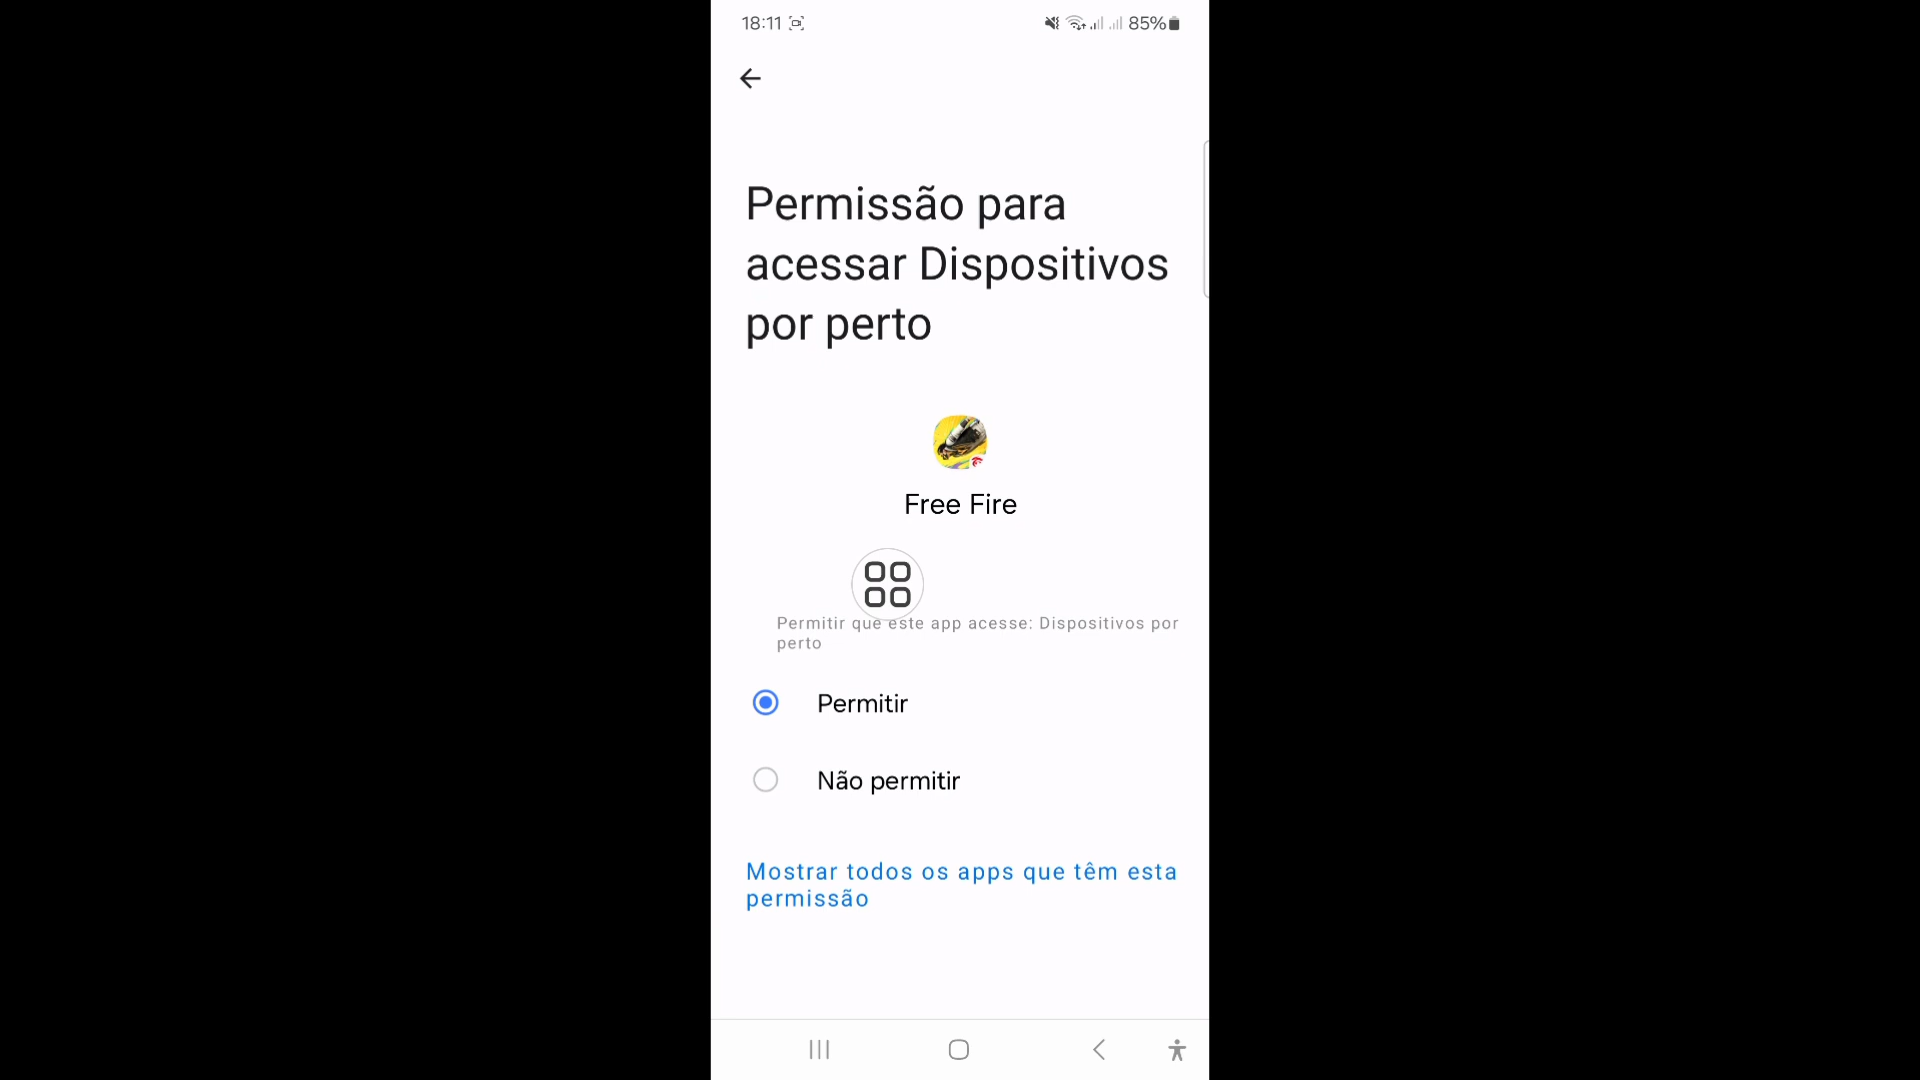 18:11
85%
Permissão para
acessar Dispositivos
por perto
Free Fire
Permitir que este app acesse: Dispositivos por
perto
Permitir
Não permitir
Mostrar todos os apps que têm esta
permissão